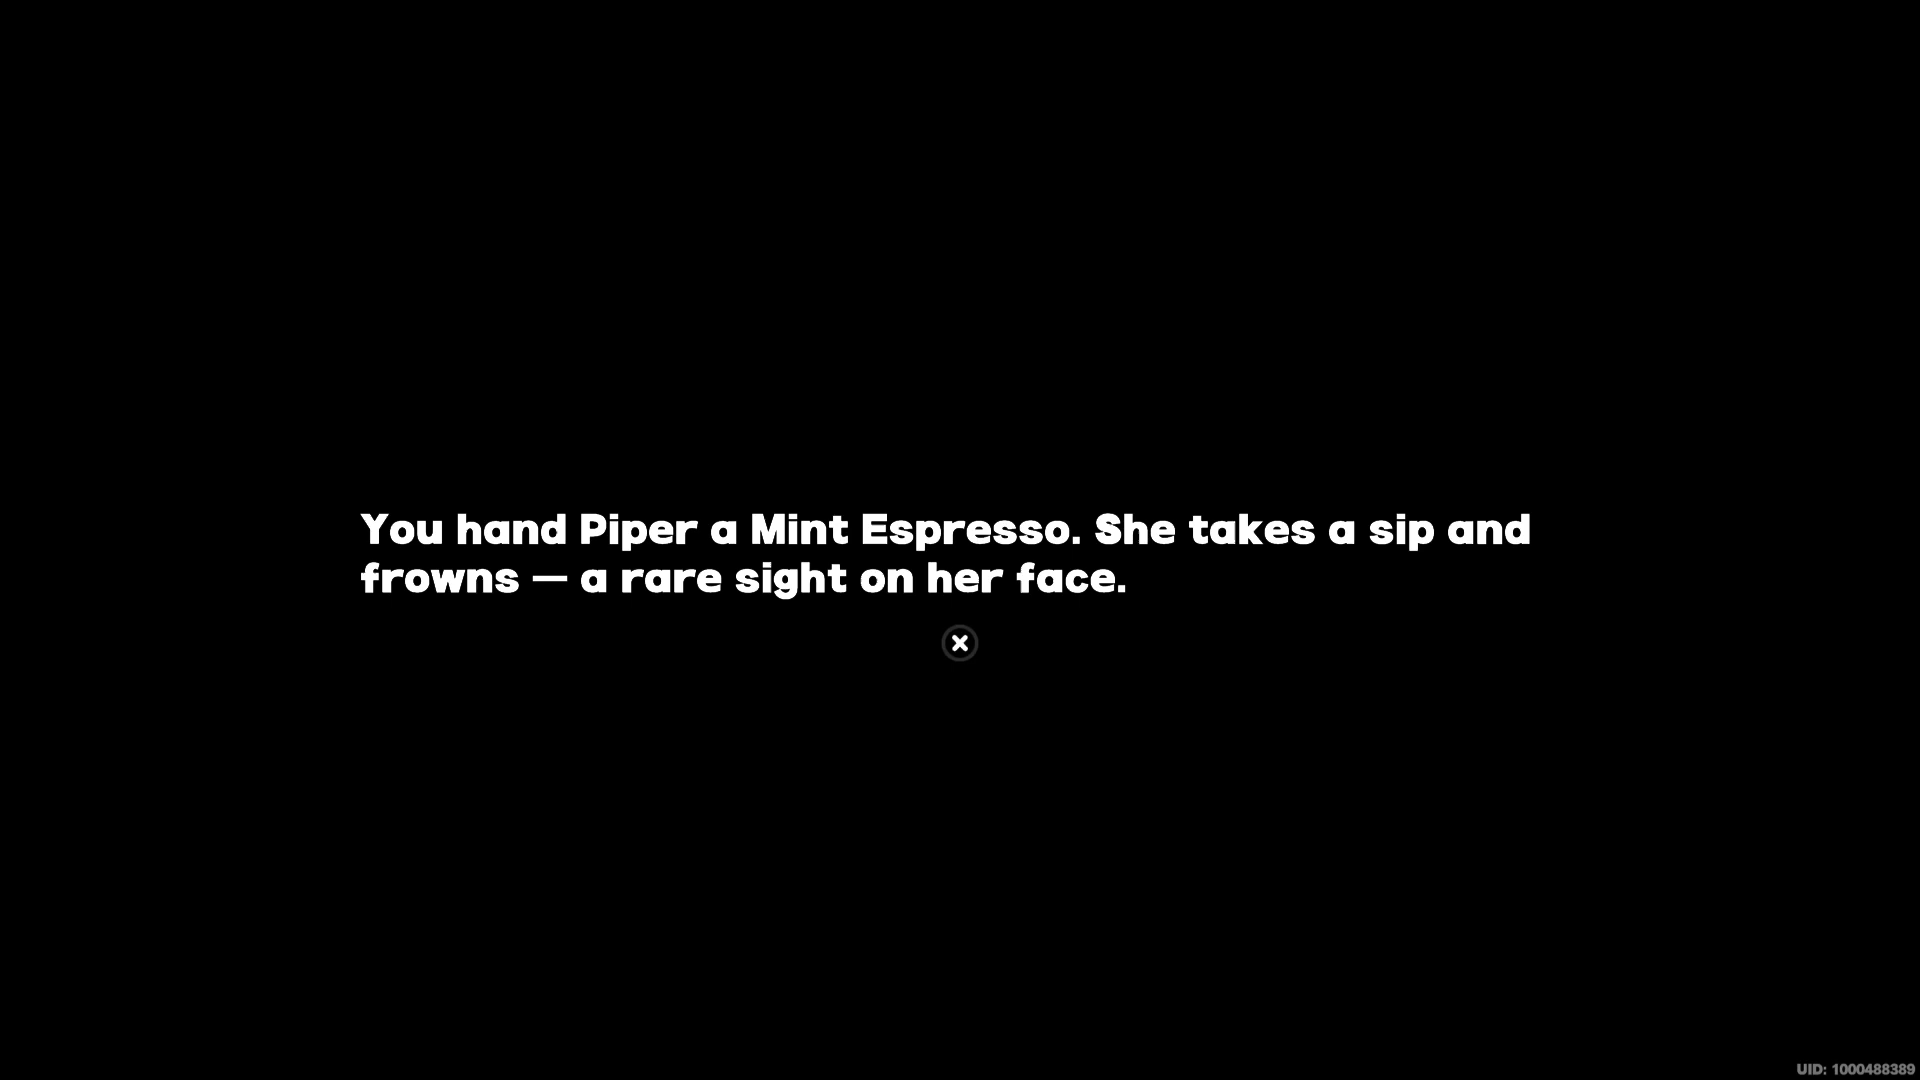 You hand Piper a Mint Espresso. She takes a sip and
frowns — a rare sight on her face.
UID: 1000488389